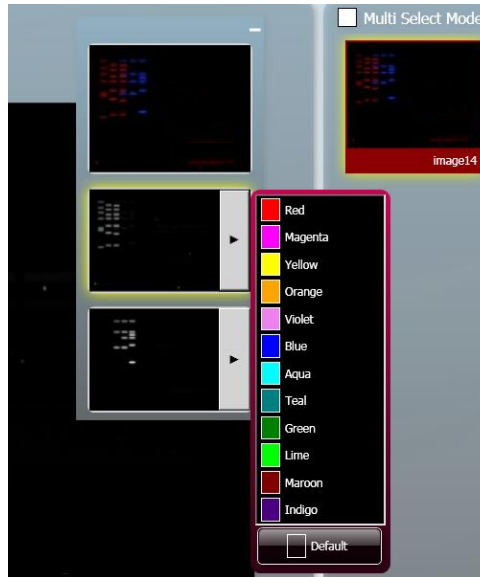 Multi Select Mode
image14
Red
Magenta
Yellow
Orange
Violet
Blue
Aqua
Teal
Green
Lime
Maroon
Indigo
Default